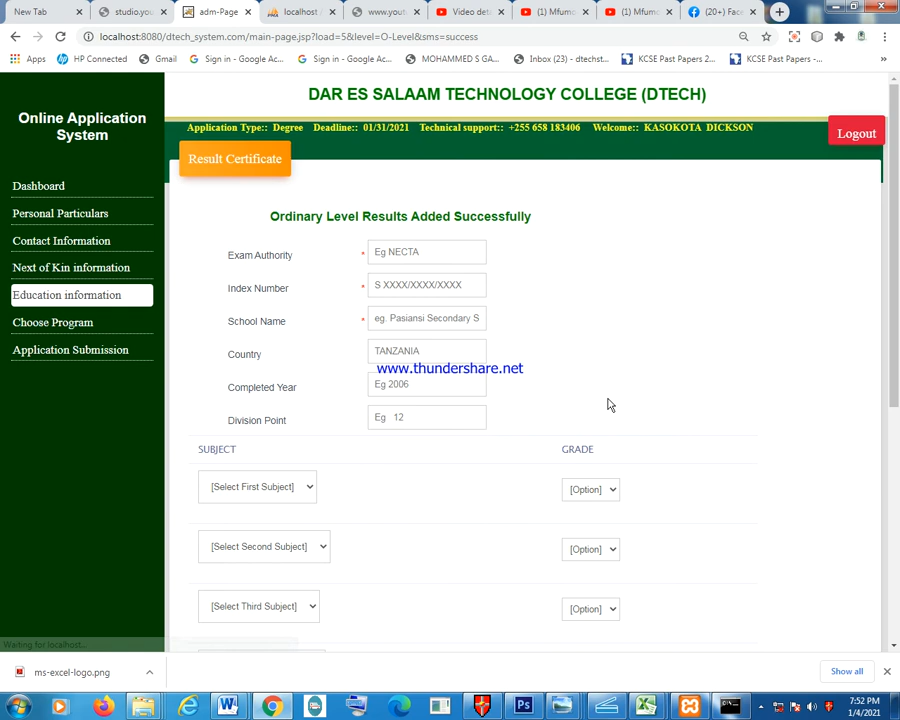 New Tab
studio.you
adm-Page
localhost /
www.yout
Video deta
(1) Mfumo
(1) Mfume
(20+) Face
localhost:8080/dtech_system.com/main-page.jsp?load=5&level=O-Level&sms=success
Apps
HP Connected
Gmail
Sign in - Google Ac...
Sign in - Google Ac...
MOHAMMED S GA...
Inbox (23) - dtechst...
KCSE Past Papers 2...
KCSE Past Papers -...
»
Online Application
System
Dashboard
Personal Particulars
Contact Information
Next of Kin information
Education information
Choose Program
Application Submission
DAR ES SALAAM TECHNOLOGY COLLEGE (DTECH)
Application Type:: Degree Deadline:: 01/31/2021 Technical support:: +255 658 183406 Welcome:: KASOKOTA DICKSON
Logout
Result Certificate
Ordinary Level Results Added Successfully
Exam Authority * Eg NECTA
Index Number * S XXXX/XXXX/XXXX
School Name * eg. Pasiansi Secondary S
Country TANZANIA
www.thundershare.net
Completed Year Eg 2006
Division Point Eg 12
SUBJECT GRADE
[Select First Subject] [Option]
[Select Second Subject] [Option]
[Select Third Subject] [Option]
Waiting for localhost...
ms-excel-logo.png
Show all
7:52 PM
1/4/2021